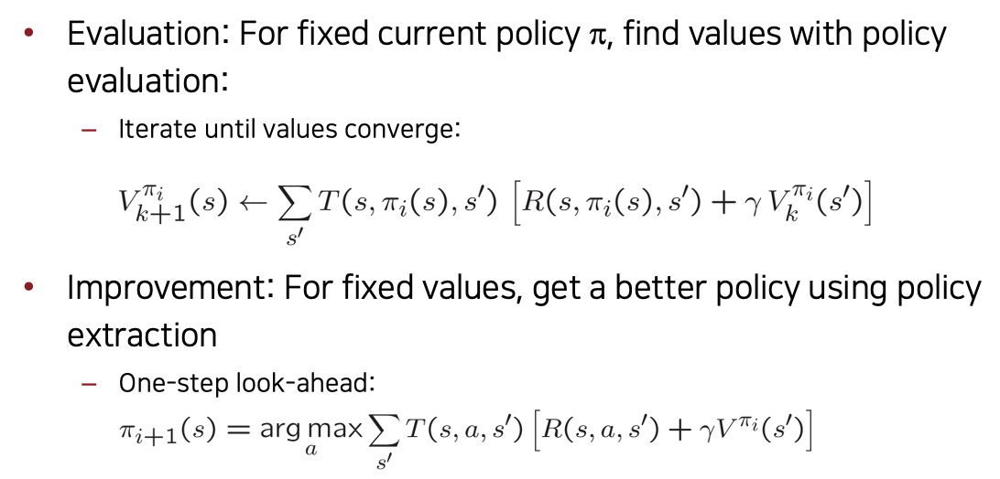 • Evaluation: For fixed current policy π, find values with policy
evaluation:
– Iterate until values converge:
$V_{k+1}^{\pi_i}(s) \leftarrow \sum_{s'} T(s, \pi_i(s), s') \left[ R(s, \pi_i(s), s') + \gamma V_k^{\pi_i}(s') \right]$
• Improvement: For fixed values, get a better policy using policy
extraction
– One-step look-ahead:
$\pi_{i+1}(s) = \arg\max_a \sum_{s'} T(s, a, s') \left[ R(s, a, s') + \gamma V^{\pi_i}(s') \right]$